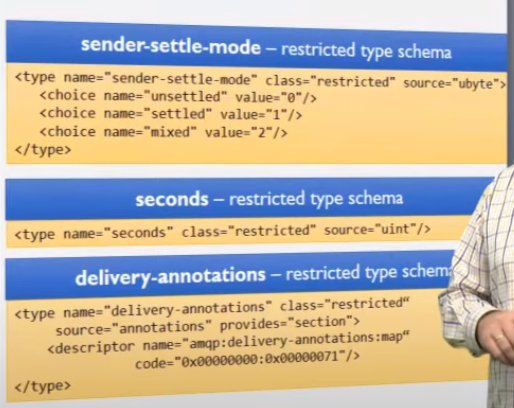 sender-settle-mode – restricted type schema
<type name="sender-settle-mode" class="restricted" source="ubyte">
<choice name="unsettled" value="0"/>
<choice name="settled" value="1"/>
<choice name="mixed" value="2"/>
</type>
seconds – restricted type schema
<type name="seconds" class="restricted" source="uint"/>
delivery-annotations – restricted type schema
<type name="delivery-annotations" class="restricted“
source="annotations" provides="section">
<descriptor name="amqp:delivery-annotations:map“
code="0x00000000:0x00000071"/>
</type>